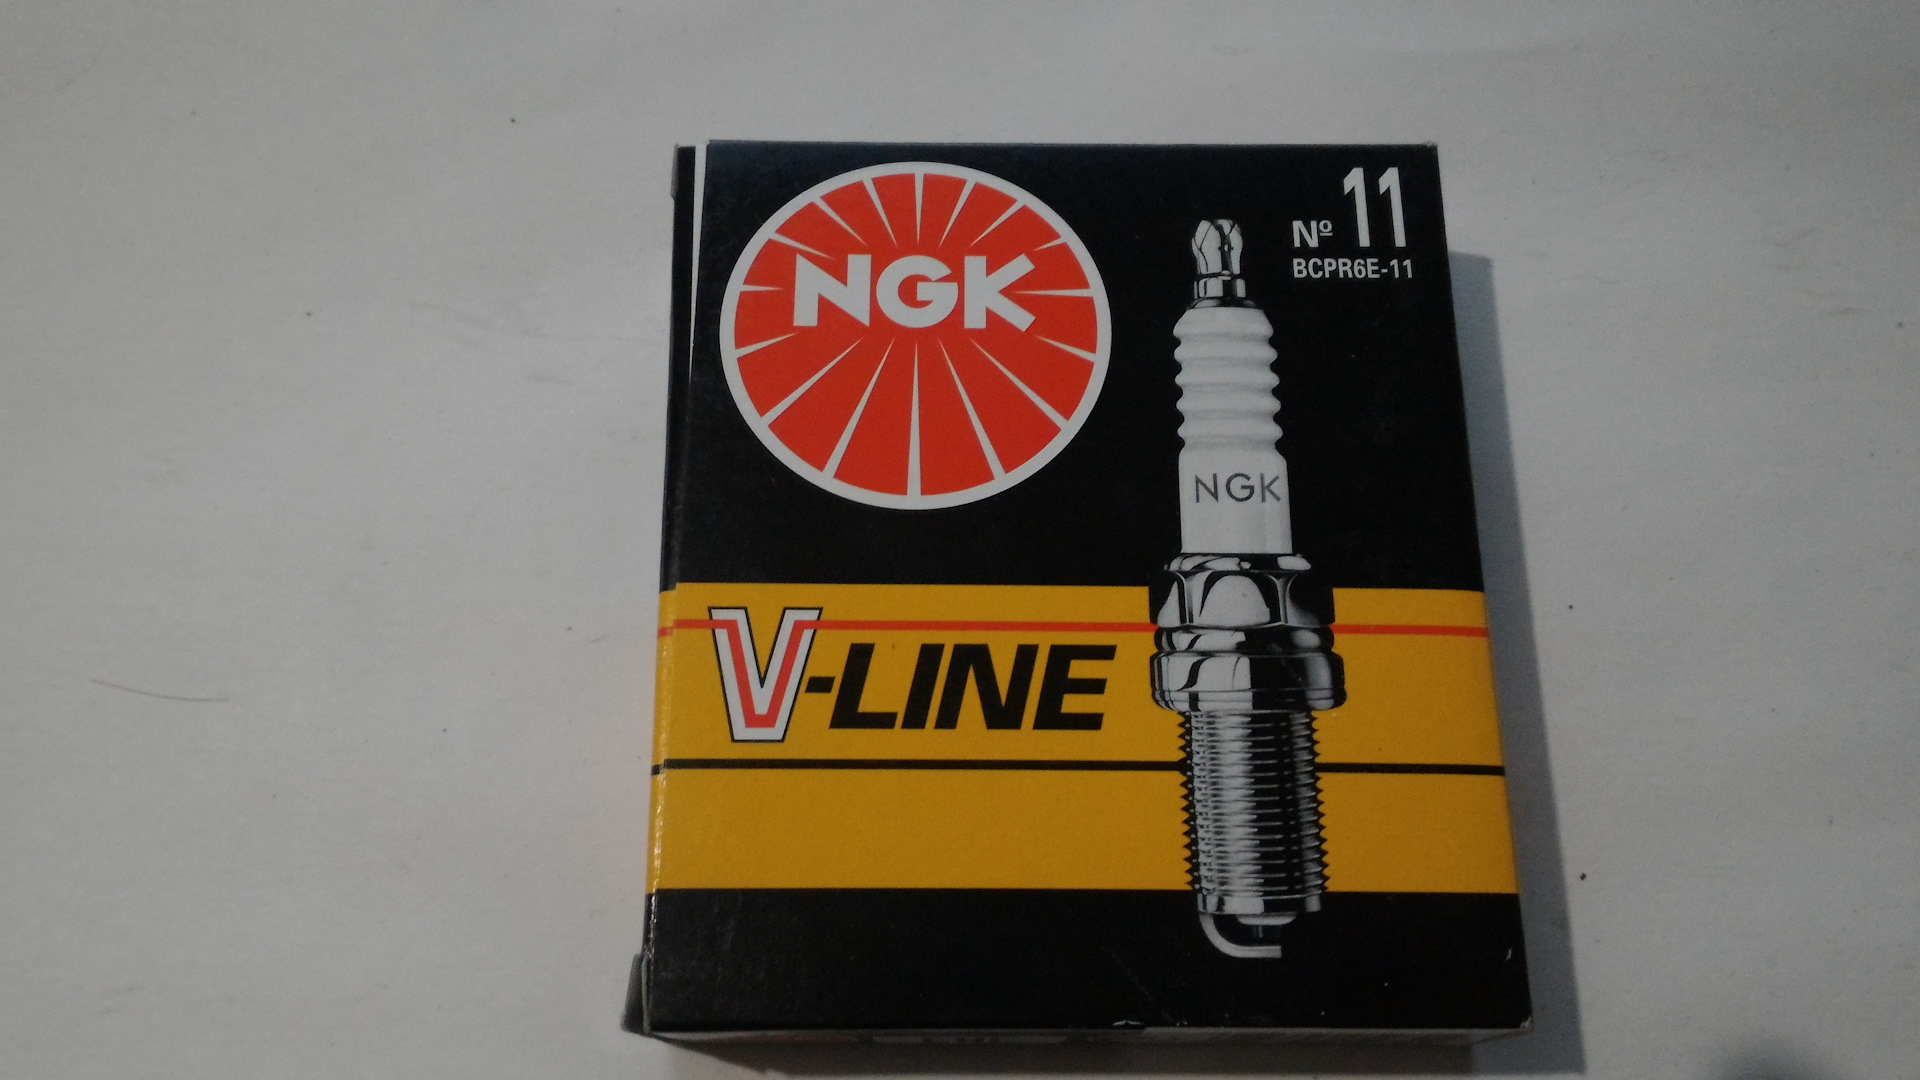 NGK
Nº 11
BCPR6E-11
NGK
V-LINE